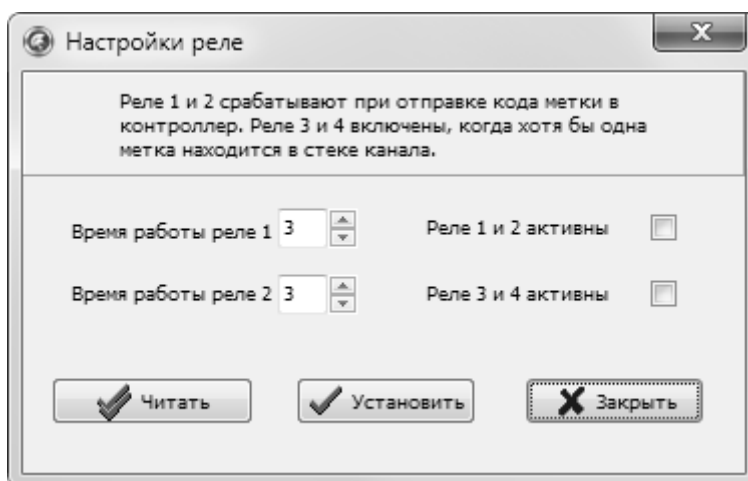 Настройки реле
Реле 1 и 2 срабатывают при отправке кода метки в
контроллер. Реле 3 и 4 включены, когда хотя бы одна
метка находится в стеке канала.
Время работы реле 1 3 Реле 1 и 2 активны
Время работы реле 2 3 Реле 3 и 4 активны
Читать Установить Закрыть